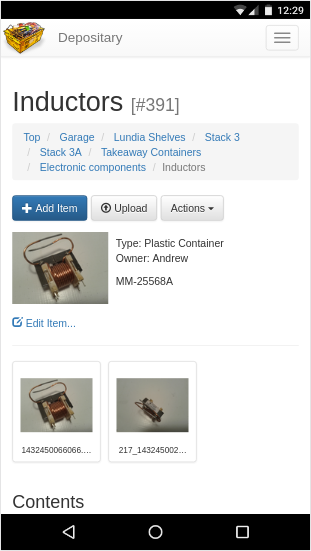 12:29
Depositary
Inductors [#391]
Top / Garage / Lundia Shelves / Stack 3
/ Stack 3A / Takeaway Containers
/ Electronic components / Inductors
Add Item Upload Actions
Type: Plastic Container
Owner: Andrew
MM-25568A
Edit Item...
1432450066066.... 217_143245002...
Contents